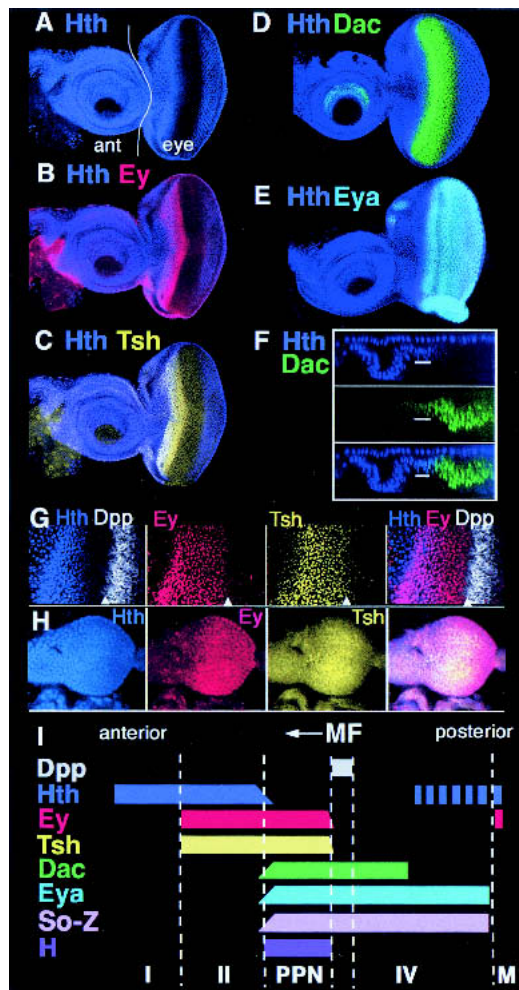 A Hth
D Hth Dac
ant eye
B Hth Ey
E Hth Eya
C Hth Tsh
F Hth
Dac
G Hth Dpp Ey Tsh Hth Ey Dpp
H Hth Ey Tsh
I anterior MF posterior
Dpp
Hth
Ey
Tsh
Dac
Eya
So-Z
H
I II PPN IV M